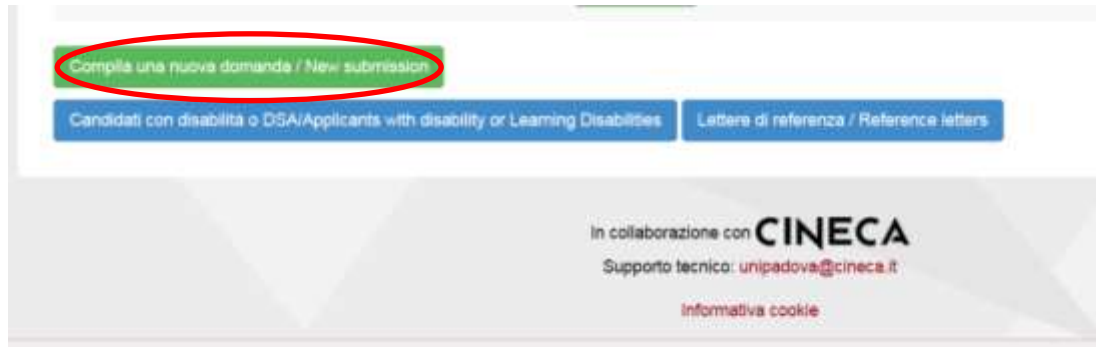 Compila una nuova domanda / New submission
Candidati con disabilità o DSA/Applicants with disability or Learning Disabilities
Lettere di referenza / Reference letters
In collaborazione con CINECA
Supporto tecnico: unipadova@cineca.it
Informativa cookie